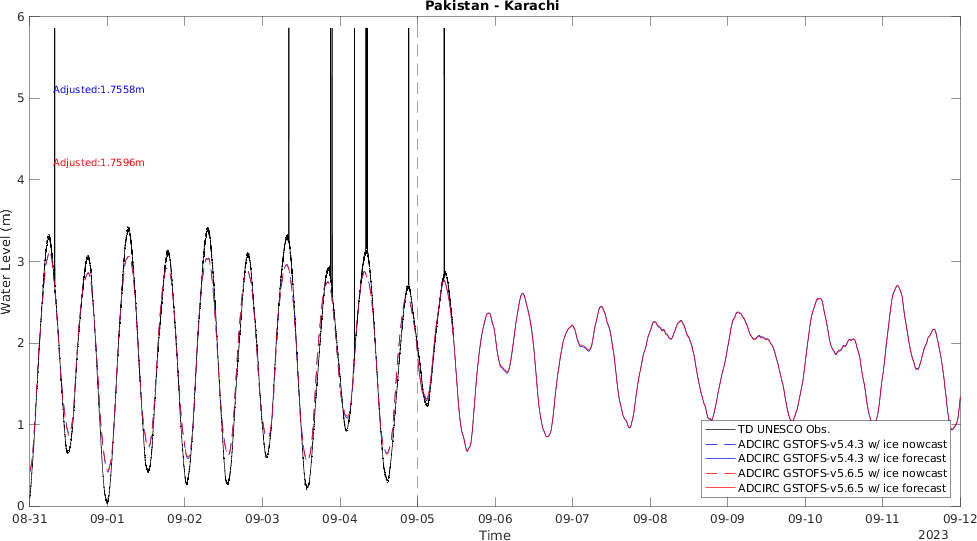 Pakistan - Karachi
6
5
4
3
2
1
0
Water Level (m)
Adjusted:1.7558m
Adjusted:1.7596m
TD UNESCO Obs.
ADCIRC GSTOFS-v5.4.3 w/ ice nowcast
ADCIRC GSTOFS-v5.4.3 w/ ice forecast
ADCIRC GSTOFS-v5.6.5 w/ ice nowcast
ADCIRC GSTOFS-v5.6.5 w/ ice forecast
08-31 09-01 09-02 09-03 09-04 09-05 09-06 09-07 09-08 09-09 09-10 09-11 09-12
Time
2023